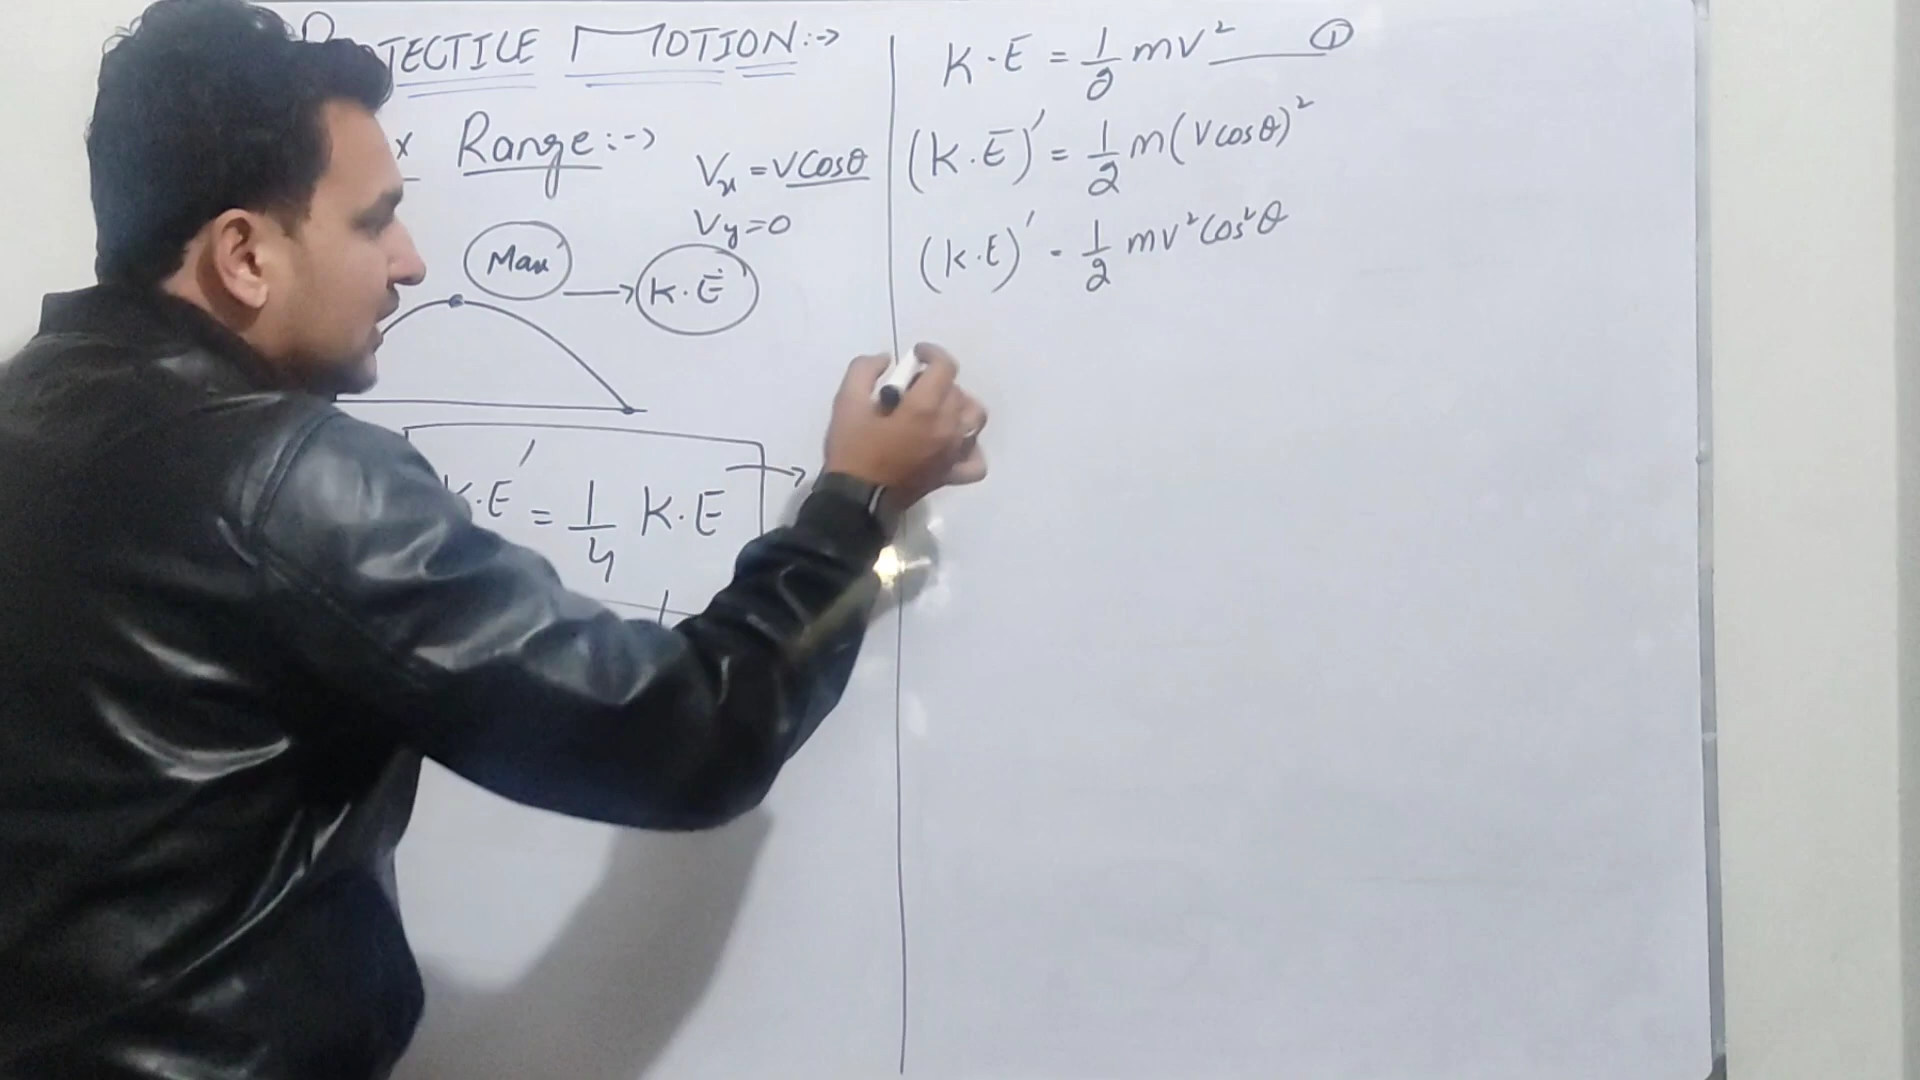 PROJECTILE MOTION:->
x Range:->
Vx = VCosθ
Vy=0
Max
K.E'
K.E' = 1/4 K.E
K.E = 1/2 mv² ①
(K.E)' = 1/2 m(Vcosθ)²
(K.E)' - 1/2 mv²Cos²θ